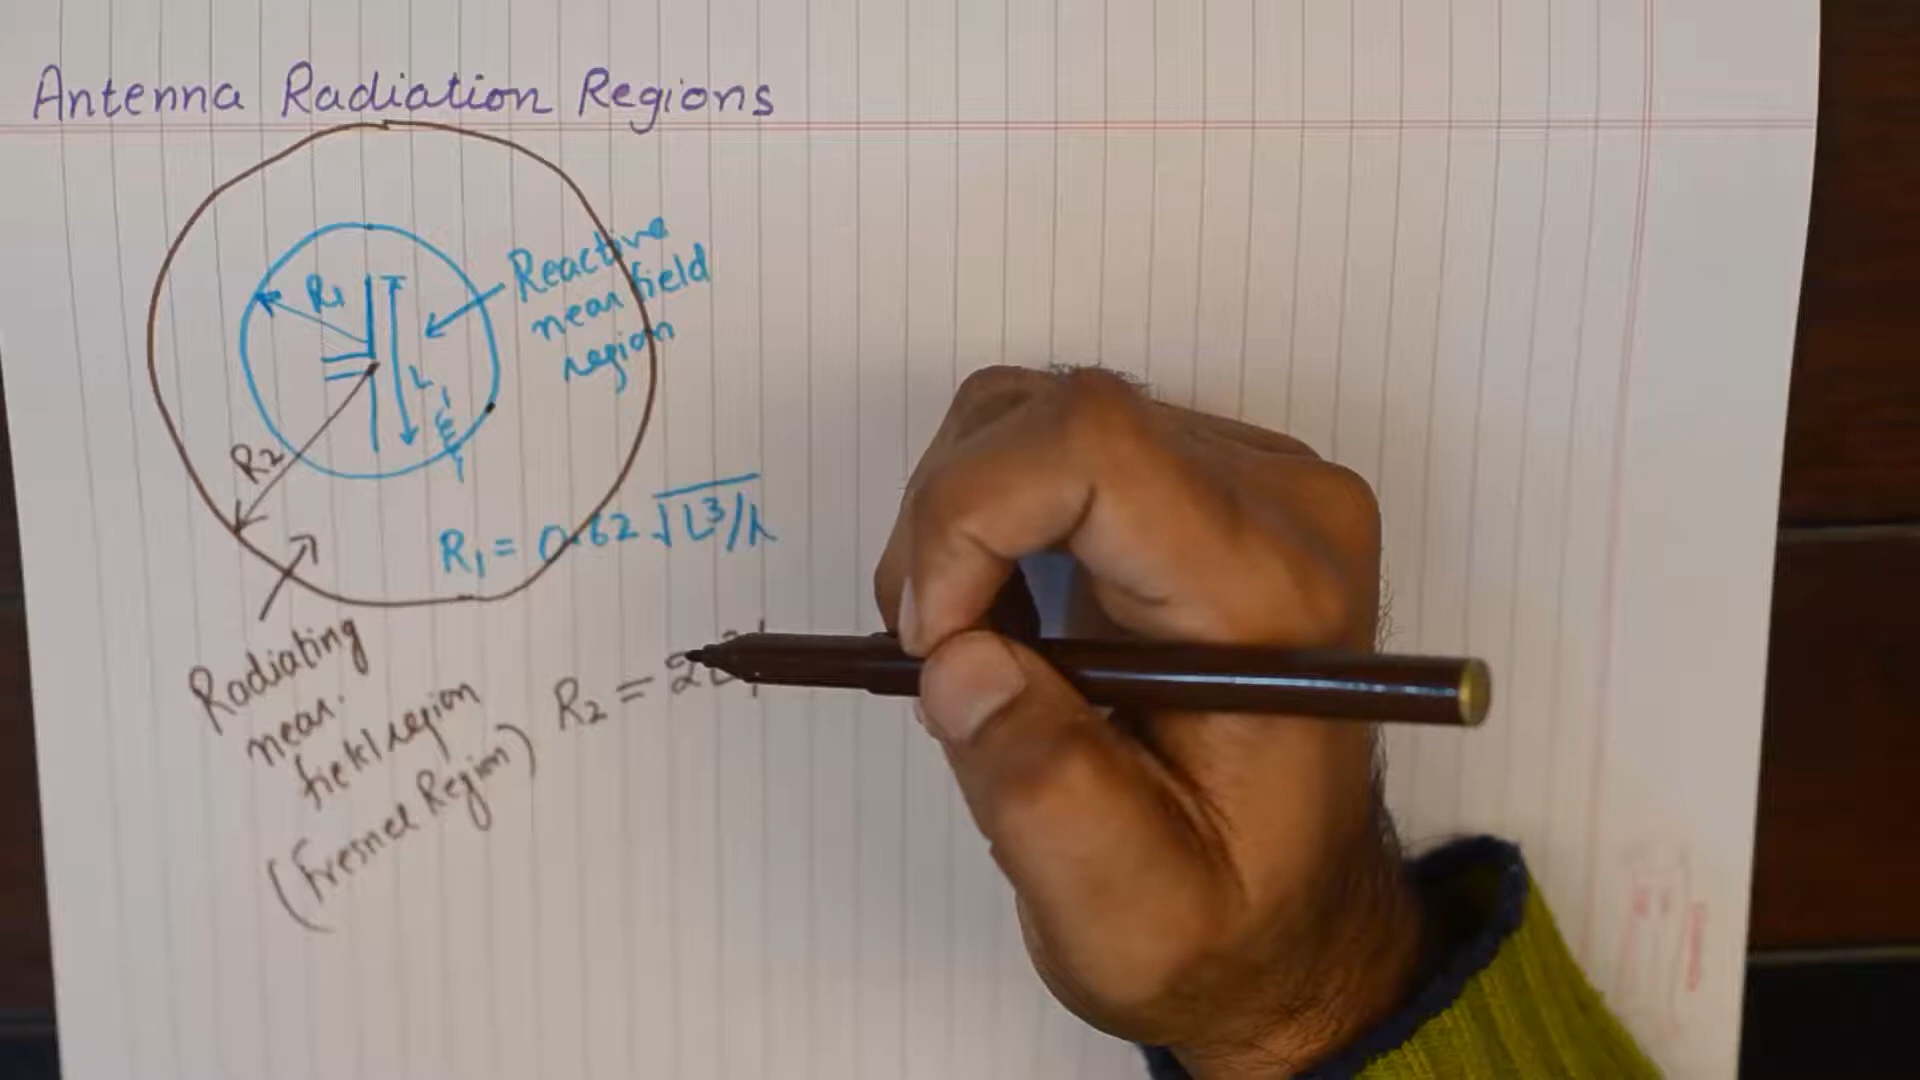 Antenna Radiation Regions
R1
Reactive
near field
region
L
R2
R1 = 0.62 √L³/λ
Radiating
near.
field region
(Fresnel Region)
R2 = 2L²/